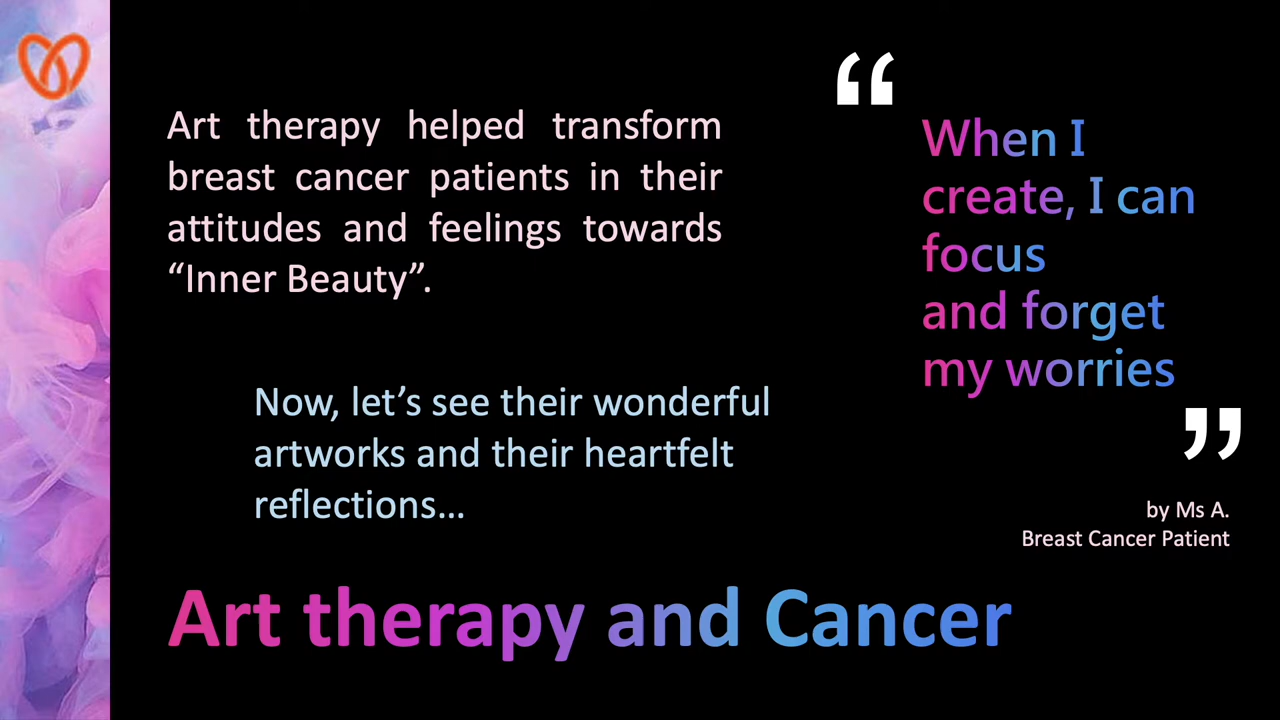 Art therapy helped transform
breast cancer patients in their
attitudes and feelings towards
“Inner Beauty”.
Now, let’s see their wonderful
artworks and their heartfelt
reflections…
“
When I
create, I can
focus
and forget
my worries
”
by Ms A.
Breast Cancer Patient
Art therapy and Cancer